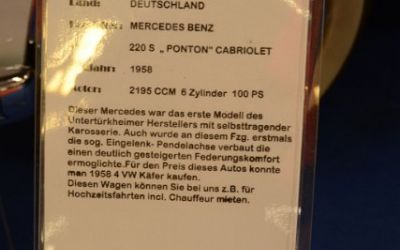 Land: DEUTSCHLAND
MERCEDES BENZ
220 S „PONTON" CABRIOLET
1958
Motor: 2195 CCM 6 Zylinder 100 PS
Dieser Mercedes war das erste Modell des
Untertürkheimer Herstellers mit selbsttragender
Karosserie. Auch wurde an diesem Fzg. erstmals
die sog. Eingelenk- Pendelachse verbaut die
einen deutlich gesteigerten Federungskomfort
ermöglichte.Für den Preis dieses Autos konnte
man 1958 4 VW Käfer kaufen.
Diesen Wagen können Sie bei uns z.B. für
Hochzeitsfahrten incl. Chauffeur mieten.